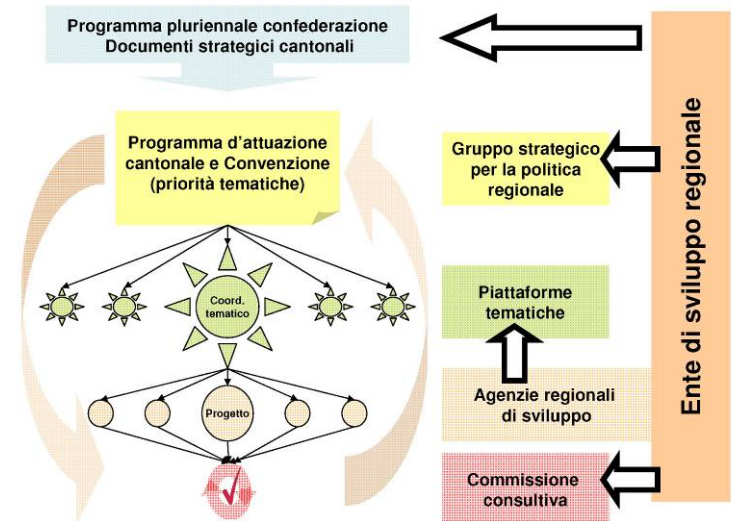 Programma pluriennale confederazione
Documenti strategici cantonali
Programma d'attuazione
cantonale e Convenzione
(priorità tematiche)
Gruppo strategico
per la politica
regionale
Coord.
tematico
Piattaforme
tematiche
Progetto
Agenzie regionali
di sviluppo
Commissione
consultiva
Ente di sviluppo regionale